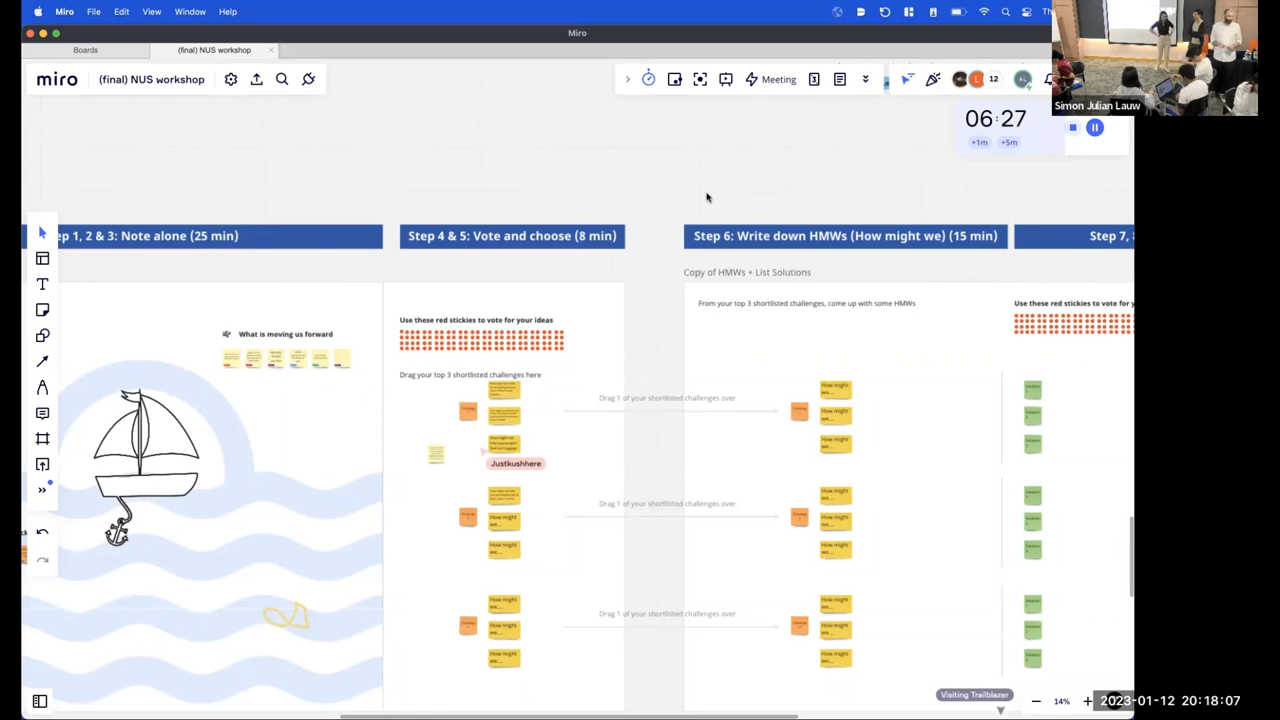 Miro File Edit View Window Help
Miro
Boards
(final) NUS workshop
miro
(final) NUS workshop
Meeting
12
Simon Julian Lauw
06:27
+1m +5m
ep 1, 2 & 3: Note alone (25 min)
Step 4 & 5: Vote and choose (8 min)
Step 6: Write down HMWs (How might we) (15 min)
Step 7,
Copy of HMWs + List Solutions
From your top 3 shortlisted challenges, come up with some HMWs
Use these red stickies to vote for y
What is moving us forward
Use these red stickies to vote for your ideas
Drag your top 3 shortlisted challenges here
Drag 1 of your shortlisted challenges over
How might we...
How might we...
How might we...
Justkushhere
Drag 1 of your shortlisted challenges over
How might we...
How might we...
How might we...
How might we...
How might we...
Drag 1 of your shortlisted challenges over
How might we...
How might we...
How might we...
How might we...
How might we...
How might we...
Visiting Trailblazer
14%
2023-01-12 20:18:07